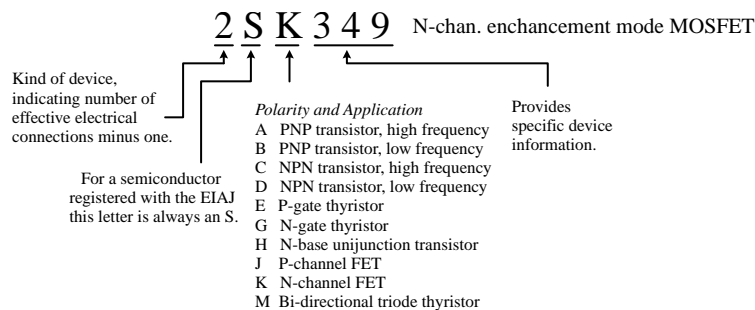 2SK349 N-chan. enchancement mode MOSFET
Kind of device,
indicating number of
effective electrical
connections minus one.
For a semiconductor
registered with the EIAJ
this letter is always an S.
Polarity and Application
A PNP transistor, high frequency
B PNP transistor, low frequency
C NPN transistor, high frequency
D NPN transistor, low frequency
E P-gate thyristor
G N-gate thyristor
H N-base unijunction transistor
J P-channel FET
K N-channel FET
M Bi-directional triode thyristor
Provides
specific device
information.